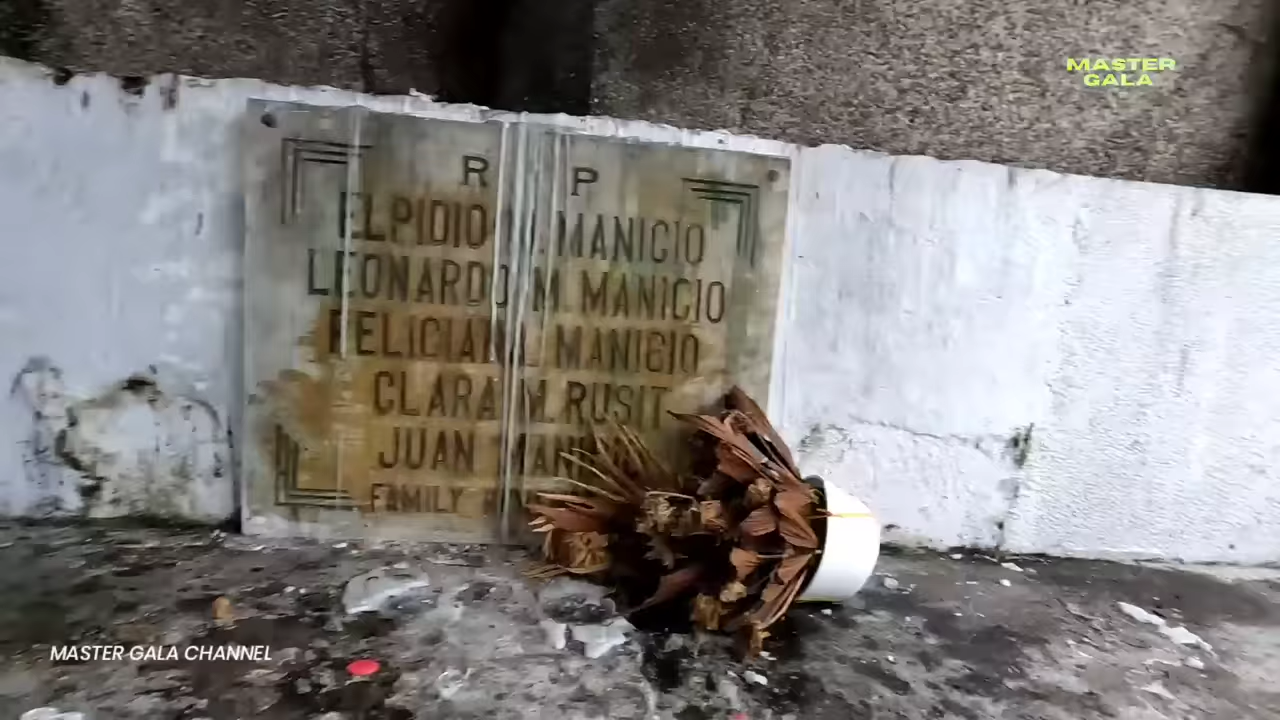 MASTER
GALA
R P
ELPIDIO M. MANICIO
LEONARDO M. MANICIO
MANICIO
CLARA M. RUSIT
JUAN
FAMILY
MASTER GALA CHANNEL